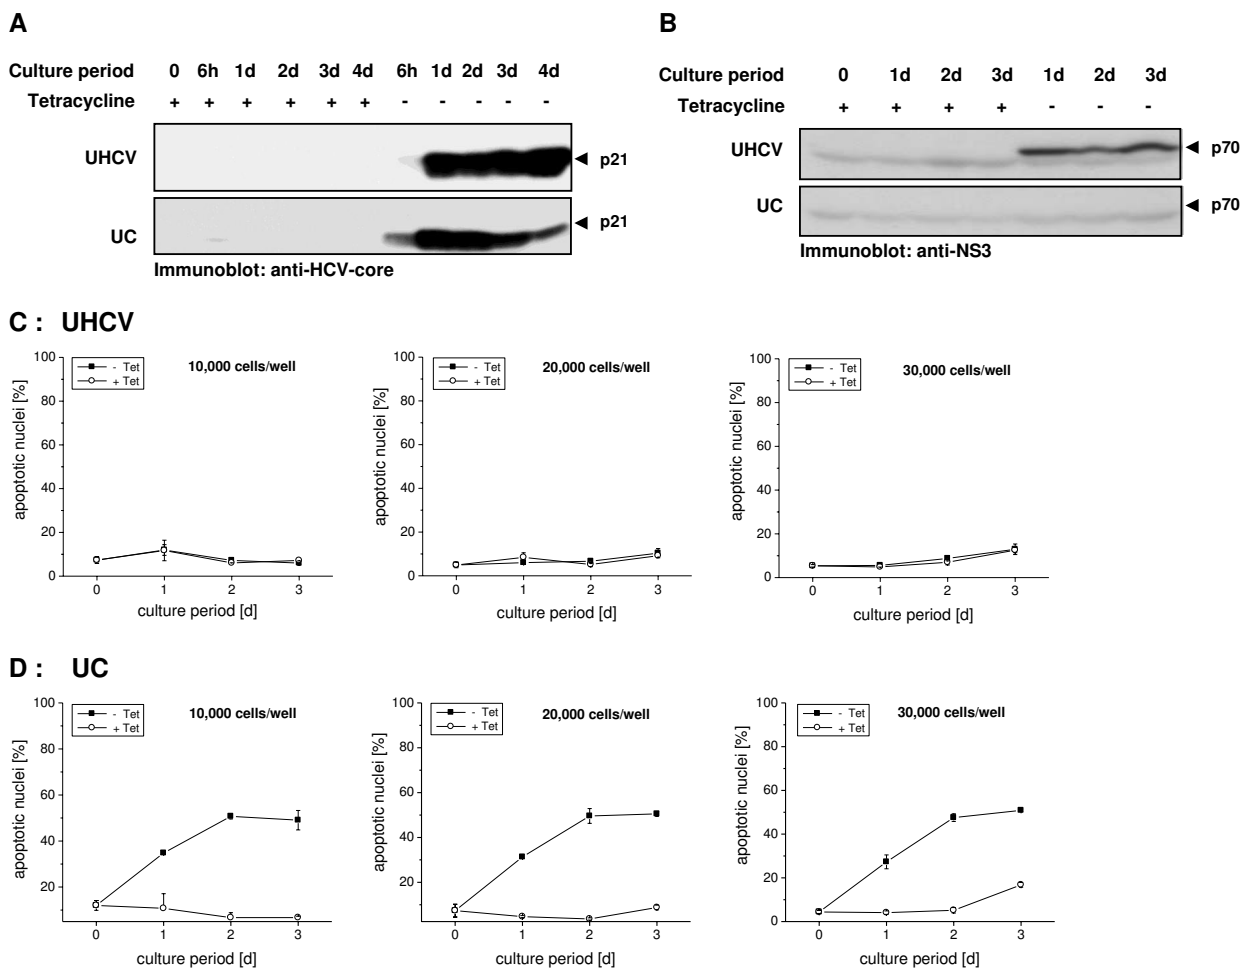 A
Culture period 0 6h 1d 2d 3d 4d 6h 1d 2d 3d 4d
Tetracycline + + + + + + - - - - -
UHCV p21
UC p21
Immunoblot: anti-HCV-core
B
Culture period 0 1d 2d 3d 1d 2d 3d
Tetracycline + + + + - - -
UHCV p70
UC p70
Immunoblot: anti-NS3
C : UHCV
100
80
60
40
20
0
apoptotic nuclei [%]
- Tet
+ Tet
10,000 cells/well
0 1 2 3
culture period [d]
100
80
60
40
20
0
apoptotic nuclei [%]
- Tet
+ Tet
20,000 cells/well
0 1 2 3
culture period [d]
100
80
60
40
20
0
apoptotic nuclei [%]
- Tet
+ Tet
30,000 cells/well
0 1 2 3
culture period [d]
D : UC
100
80
60
40
20
apoptotic nuclei [%]
- Tet
+ Tet
10,000 cells/well
0 1 2 3
culture period [d]
100
80
60
40
20
apoptotic nuclei [%]
- Tet
+ Tet
20,000 cells/well
0 1 2 3
culture period [d]
100
80
60
40
20
0
apoptotic nuclei [%]
- Tet
+ Tet
30,000 cells/well
0 1 2 3
culture period [d]